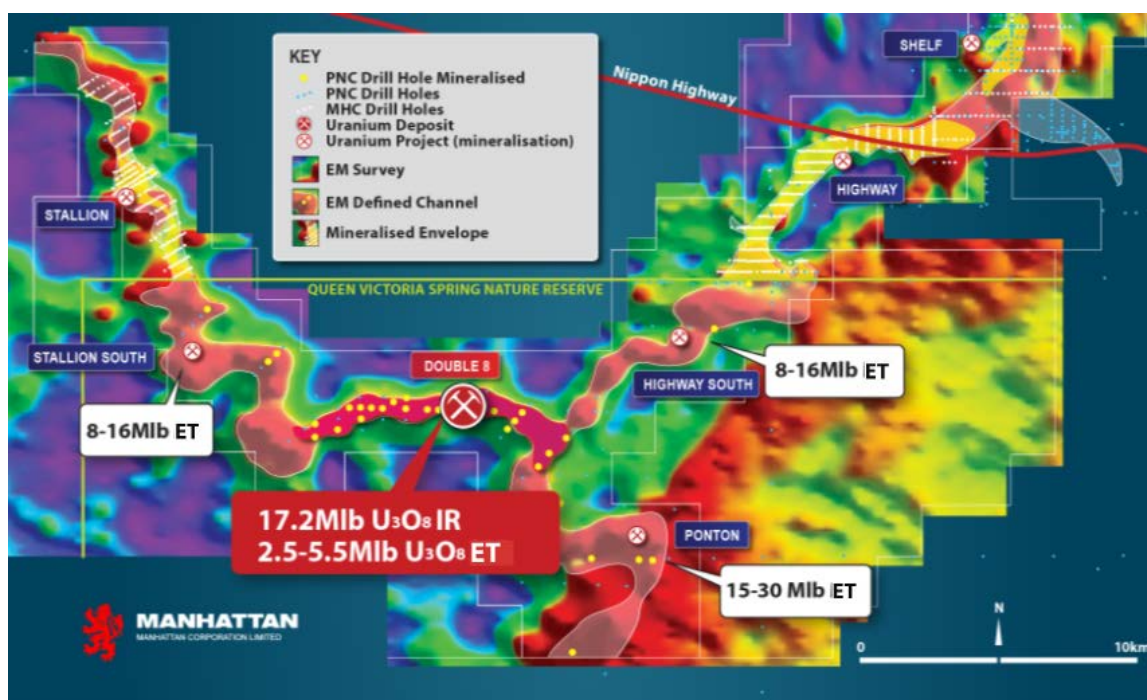 KEY
PNC Drill Hole Mineralised
PNC Drill Holes
MHC Drill Holes
Uranium Deposit
Uranium Project (mineralisation)
EM Survey
EM Defined Channel
Mineralised Envelope
Nippon Highway
SHELF
HIGHWAY
STALLION
QUEEN VICTORIA SPRING NATURE RESERVE
STALLION SOUTH
DOUBLE 8
HIGHWAY SOUTH
8-16Mlb ET
8-16Mlb ET
17.2Mlb U₃O₈ IR
2.5-5.5Mlb U₃O₈ ET
PONTON
15-30 Mlb ET
MANHATTAN
MANHATTAN CORPORATION LIMITED
N
0 10km